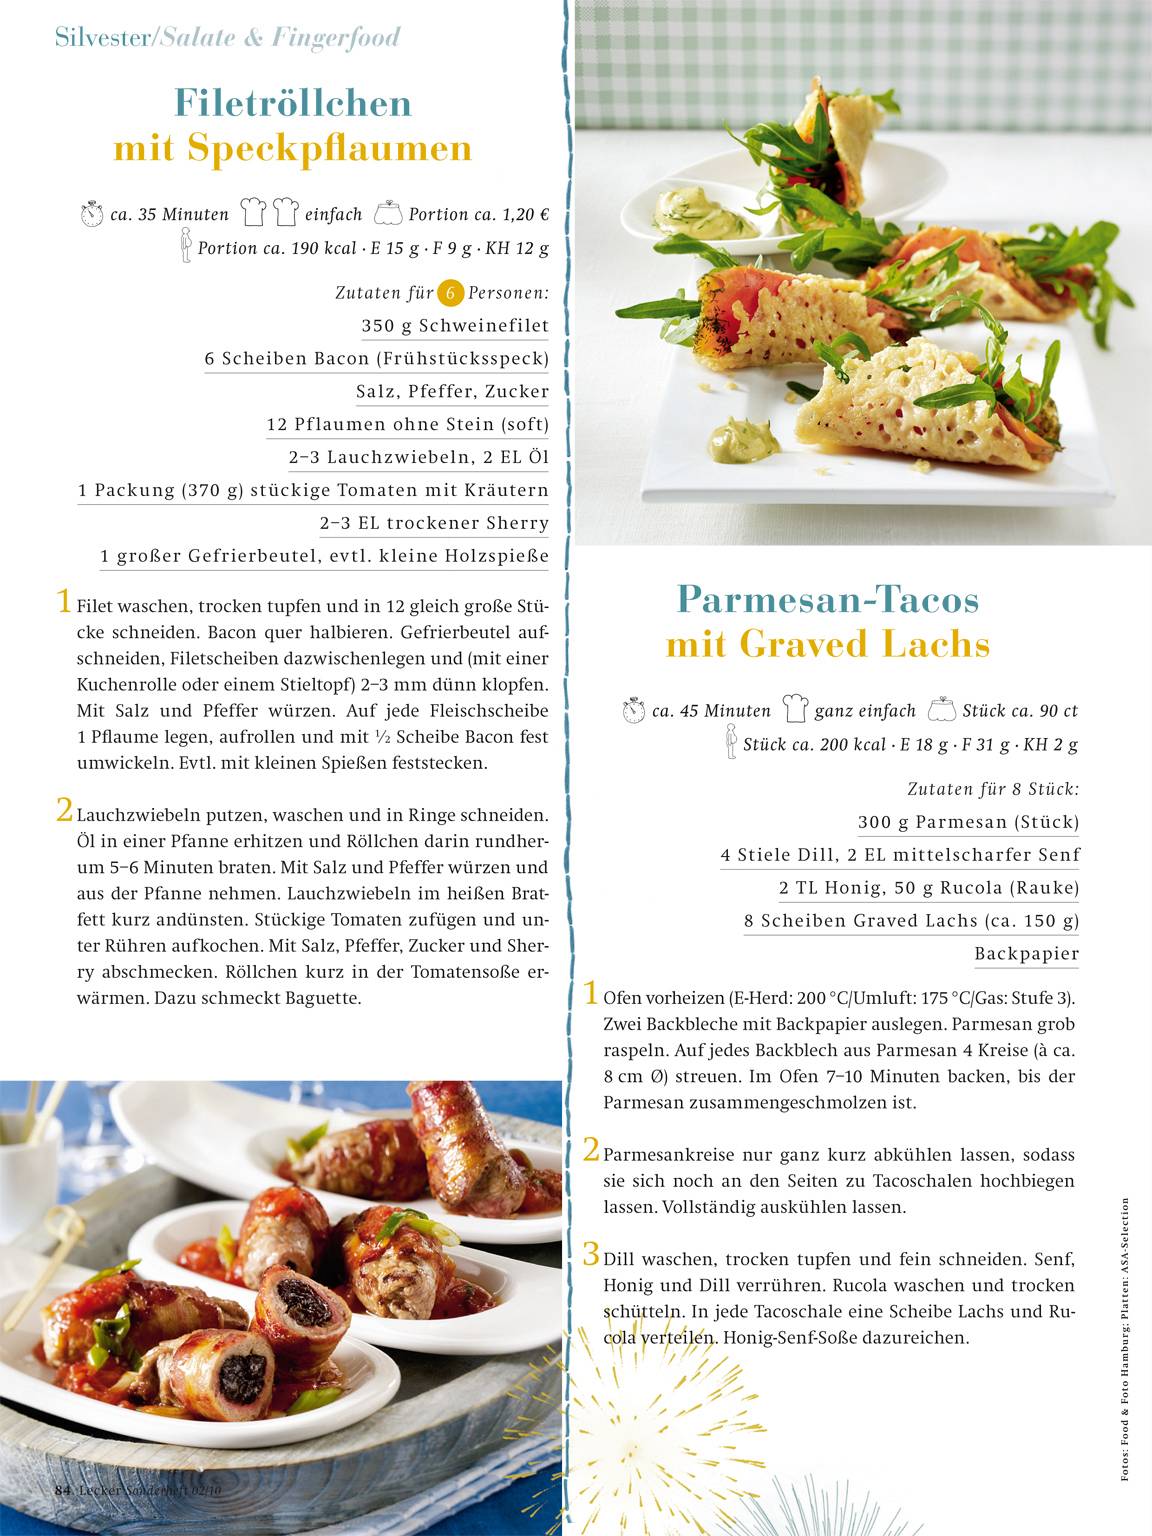 Silvester/Salate & Fingerfood
Filetröllchen
mit Speckpflaumen
ca. 35 Minuten einfach Portion ca. 1,20 €
Portion ca. 190 kcal · E 15 g · F 9 g · KH 12 g
Zutaten für 6 Personen:
350 g Schweinefilet
6 Scheiben Bacon (Frühstücksspeck)
Salz, Pfeffer, Zucker
12 Pflaumen ohne Stein (soft)
2–3 Lauchzwiebeln, 2 EL Öl
1 Packung (370 g) stückige Tomaten mit Kräutern
2–3 EL trockener Sherry
1 großer Gefrierbeutel, evtl. kleine Holzspieße
1 Filet waschen, trocken tupfen und in 12 gleich große Stü-
cke schneiden. Bacon quer halbieren. Gefrierbeutel auf-
schneiden, Filetscheiben dazwischenlegen und (mit einer
Kuchenrolle oder einem Stieltopf) 2–3 mm dünn klopfen.
Mit Salz und Pfeffer würzen. Auf jede Fleischscheibe
1 Pflaume legen, aufrollen und mit ½ Scheibe Bacon fest
umwickeln. Evtl. mit kleinen Spießen feststecken.
2 Lauchzwiebeln putzen, waschen und in Ringe schneiden.
Öl in einer Pfanne erhitzen und Röllchen darin rundher-
um 5–6 Minuten braten. Mit Salz und Pfeffer würzen und
aus der Pfanne nehmen. Lauchzwiebeln im heißen Brat-
fett kurz andünsten. Stückige Tomaten zufügen und un-
ter Rühren aufkochen. Mit Salz, Pfeffer, Zucker und Sher-
ry abschmecken. Röllchen kurz in der Tomatensoße er-
wärmen. Dazu schmeckt Baguette.
84 Lecker Sonderheft 02/10
Parmesan-Tacos
mit Graved Lachs
ca. 45 Minuten ganz einfach Stück ca. 90 ct
Stück ca. 200 kcal · E 18 g · F 31 g · KH 2 g
Zutaten für 8 Stück:
300 g Parmesan (Stück)
4 Stiele Dill, 2 EL mittelscharfer Senf
2 TL Honig, 50 g Rucola (Rauke)
8 Scheiben Graved Lachs (ca. 150 g)
Backpapier
1 Ofen vorheizen (E-Herd: 200 °C/Umluft: 175 °C/Gas: Stufe 3).
Zwei Backbleche mit Backpapier auslegen. Parmesan grob
raspeln. Auf jedes Backblech aus Parmesan 4 Kreise (à ca.
8 cm Ø) streuen. Im Ofen 7–10 Minuten backen, bis der
Parmesan zusammengeschmolzen ist.
2 Parmesankreise nur ganz kurz abkühlen lassen, sodass
sie sich noch an den Seiten zu Tacoschalen hochbiegen
lassen. Vollständig auskühlen lassen.
3 Dill waschen, trocken tupfen und fein schneiden. Senf,
Honig und Dill verrühren. Rucola waschen und trocken
schütteln. In jede Tacoschale eine Scheibe Lachs und Ru-
cola verteilen. Honig-Senf-Soße dazureichen.
Fotos: Food & Foto Hamburg; Platten: ASA-Selection